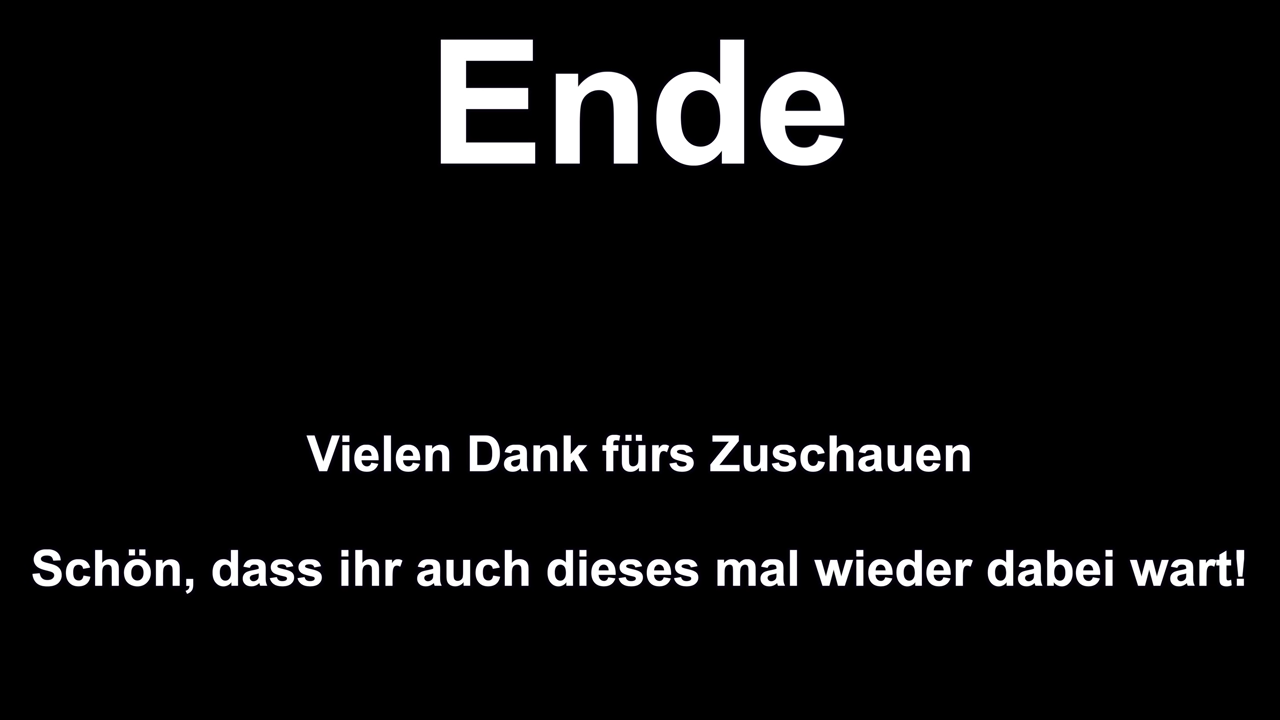 Ende
Vielen Dank fürs Zuschauen
Schön, dass ihr auch dieses mal wieder dabei wart!